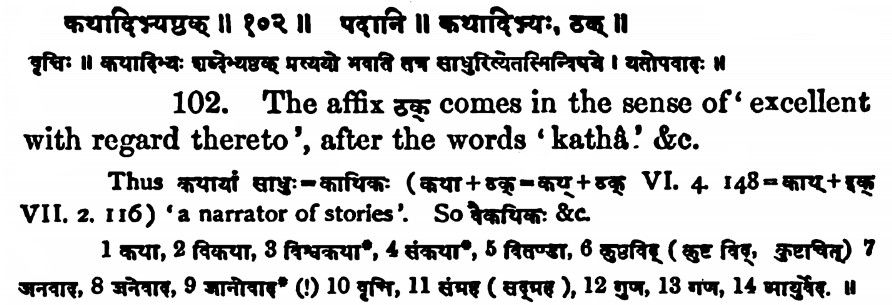 कथादिभ्यष्ठक् ॥ १०२ ॥ पदानि ॥ कथादिभ्यः, ठक् ॥
वृत्तिः ॥ कथादिभ्यः शब्देभ्यष्ठक् प्रत्ययो भवति तत्र साधुरित्येतस्मिन्विषये । यतोपवादः ॥
102. The affix ठक् comes in the sense of ‘ excellent
with regard thereto ’, after the words ‘ kathâ.’ &c.
Thus कथायां साधुः=काथिकः (कथा+ठक्=कथ्+ठक् VI. 4. 148=काथ्+इक्
VII. 2. 116) ‘a narrator of stories’. So वैकथिकः &c.
1 कथा, 2 विकथा, 3 विश्वकथा*, 4 संकथा*, 5 वितण्डा, 6 कुष्टविद् ( कुष्ट विद्, कुष्टाचित्) 7
जनवाद, 8 जनेवाद, 9 जानोवाद* (!) 10 वृत्ति, 11 संग्रह ( सद्ग्रह ), 12 गुण, 13 गण, 14 आयुर्वेद. ॥